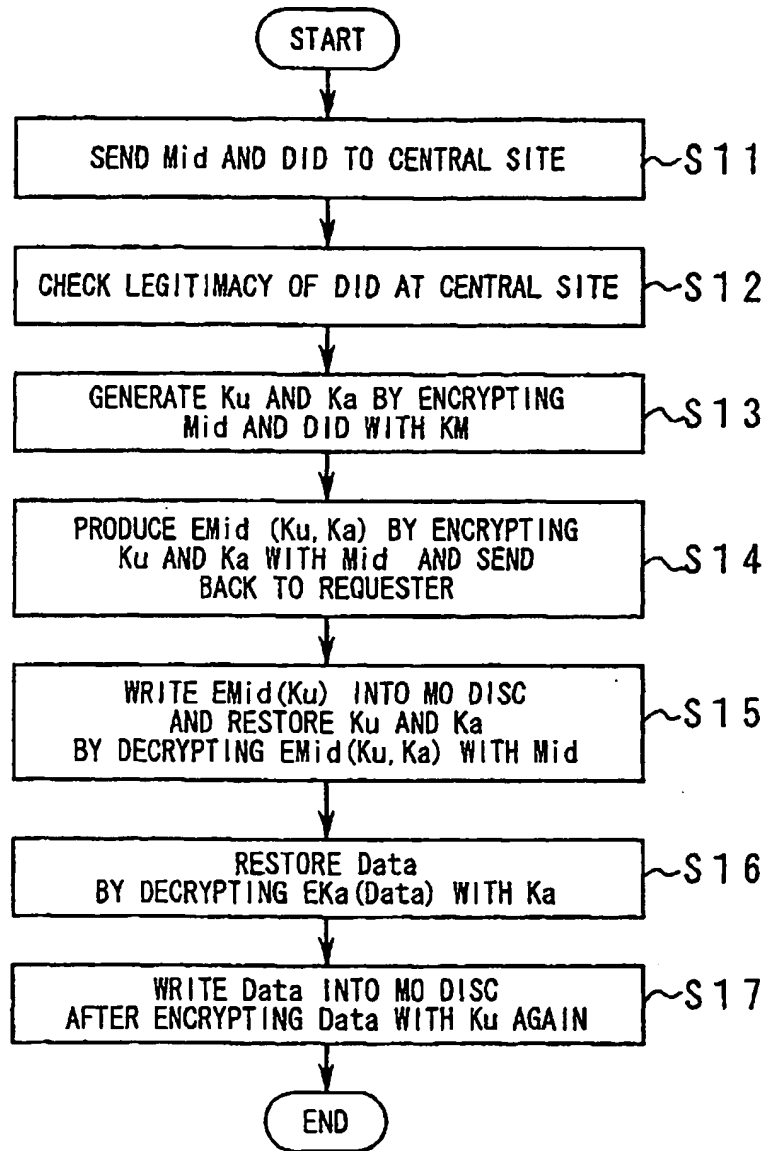 START
SEND Mid AND DID TO CENTRAL SITE
S11
CHECK LEGITIMACY OF DID AT CENTRAL SITE
S12
GENERATE Ku AND Ka BY ENCRYPTING
Mid AND DID WITH KM
S13
PRODUCE EMid (Ku, Ka) BY ENCRYPTING
Ku AND Ka WITH Mid AND SEND
BACK TO REQUESTER
S14
WRITE EMid(Ku) INTO MO DISC
AND RESTORE Ku AND Ka
BY DECRYPTING EMid(Ku, Ka) WITH Mid
S15
RESTORE Data
BY DECRYPTING EKa(Data) WITH Ka
S16
WRITE Data INTO MO DISC
AFTER ENCRYPTING Data WITH Ku AGAIN
S17
END